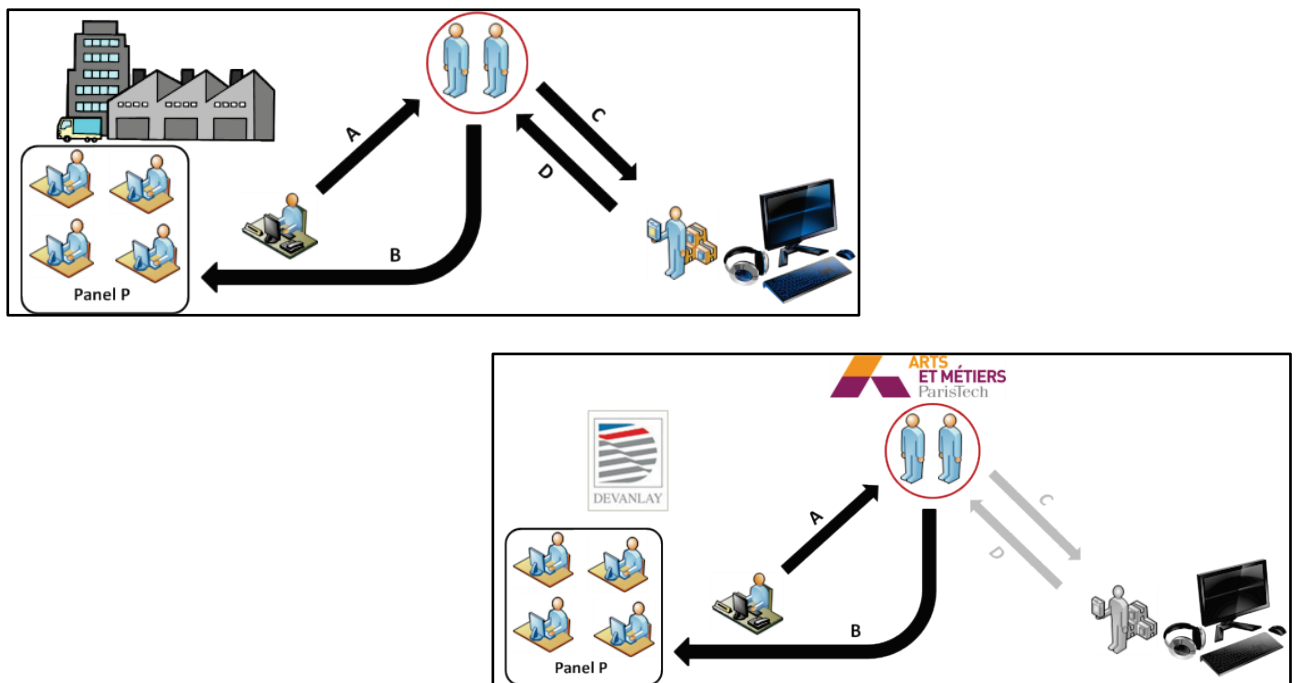 A
C
D
B
Panel P
ARTS
ET MÉTIERS
ParisTech
DEVANLAY
A
C
D
B
Panel P